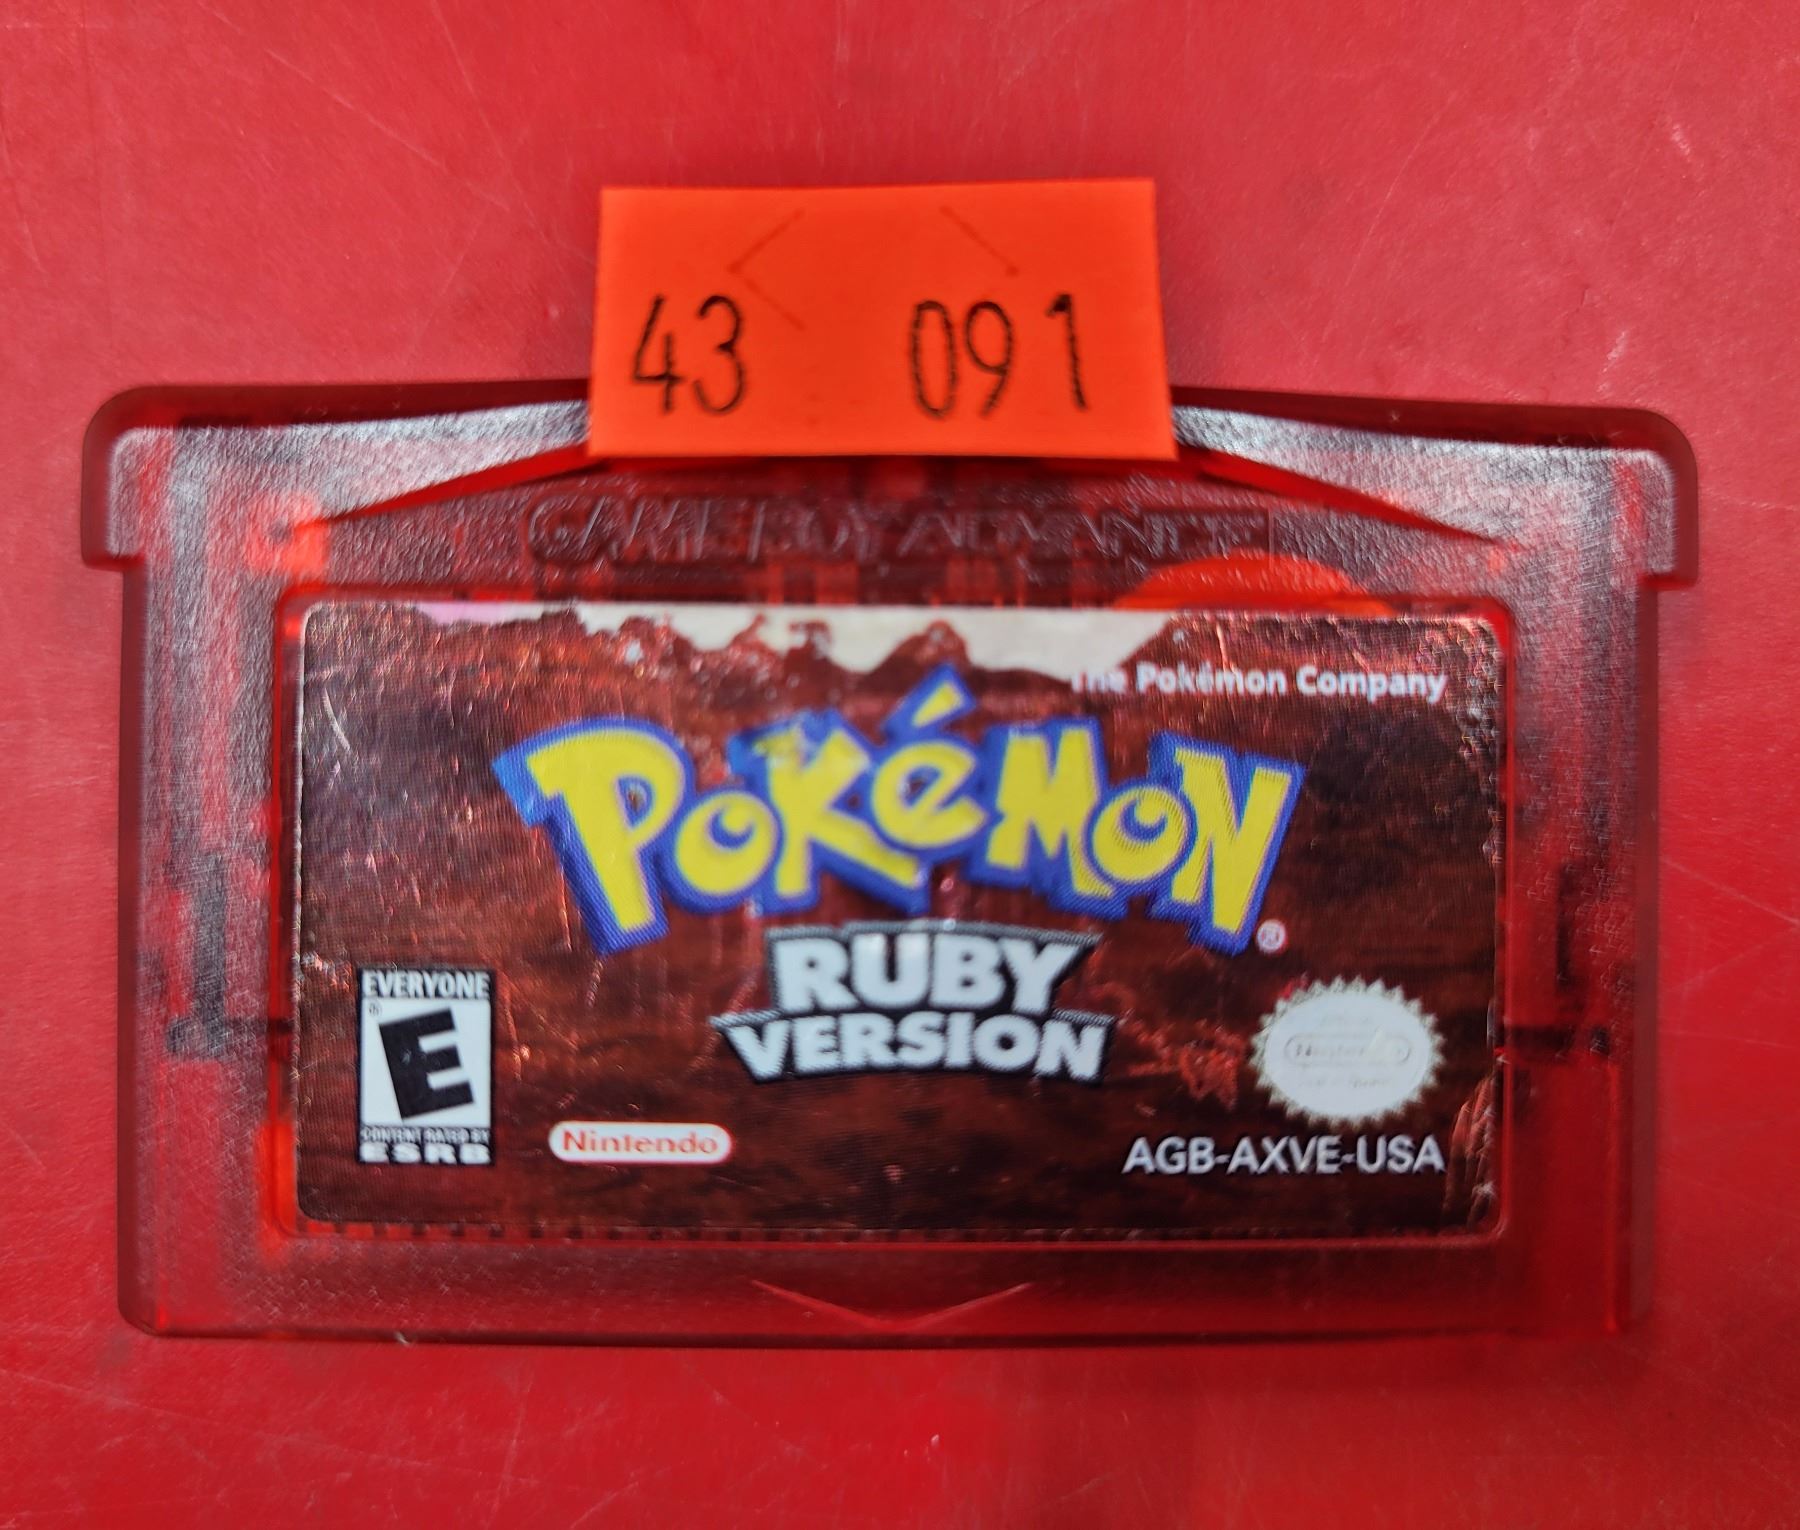 43 091
GAME BOY ADVANCE
The Pokémon Company
POKéMON®
RUBY
VERSION
EVERYONE
E
CONTENT RATED BY
ESRB
Nintendo
Nintendo
AGB-AXVE-USA